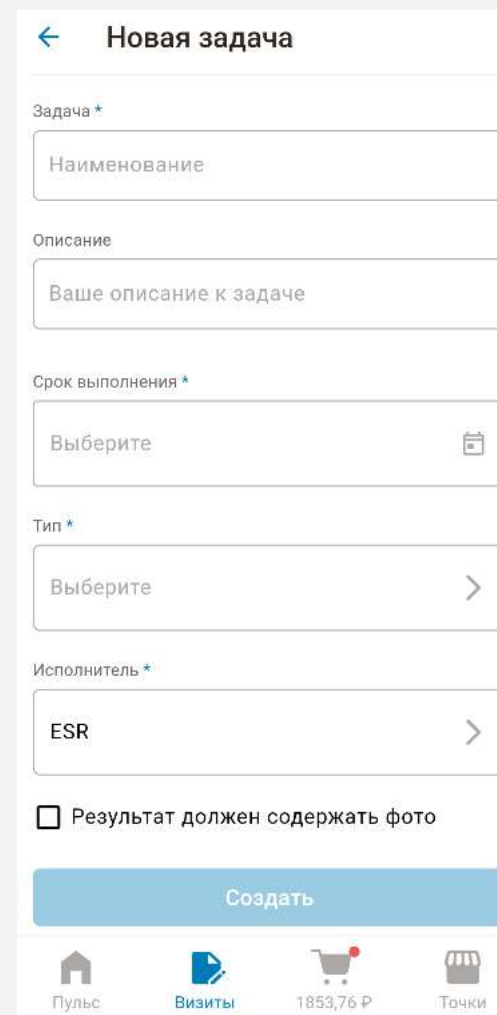 Новая задача
Задача *
Наименование
Описание
Ваше описание к задаче
Срок выполнения *
Выберите
Тип *
Выберите
Исполнитель *
ESR
Результат должен содержать фото
Создать
Пульс Визиты 1853,76 ₽ Точки